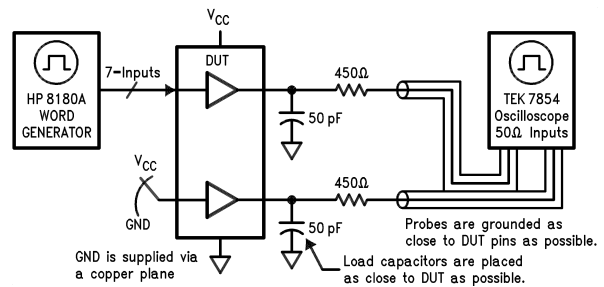 V_CC
DUT
7-Inputs
HP 8180A
WORD
GENERATOR
450Ω
50 pF
TEK 7854
Oscilloscope
50Ω Inputs
V_CC
GND
450Ω
50 pF
Probes are grounded as
close to DUT pins as possible.
GND is supplied via
a copper plane
Load capacitors are placed
as close to DUT as possible.